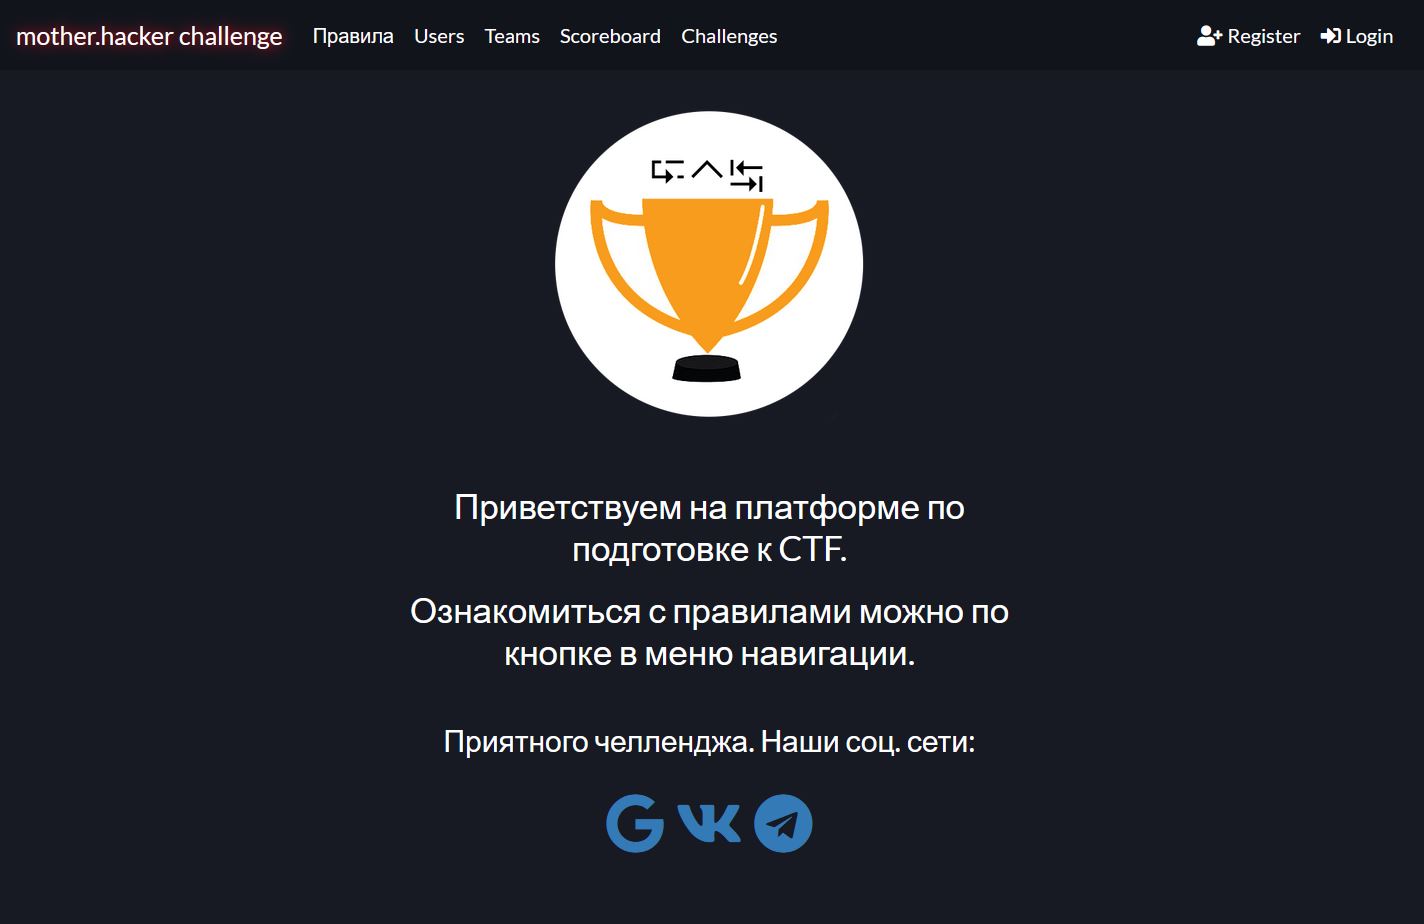 mother.hacker challenge Правила Users Teams Scoreboard Challenges Register Login
Приветствуем на платформе по
подготовке к CTF.
Ознакомиться с правилами можно по
кнопке в меню навигации.
Приятного челленджа. Наши соц. сети: